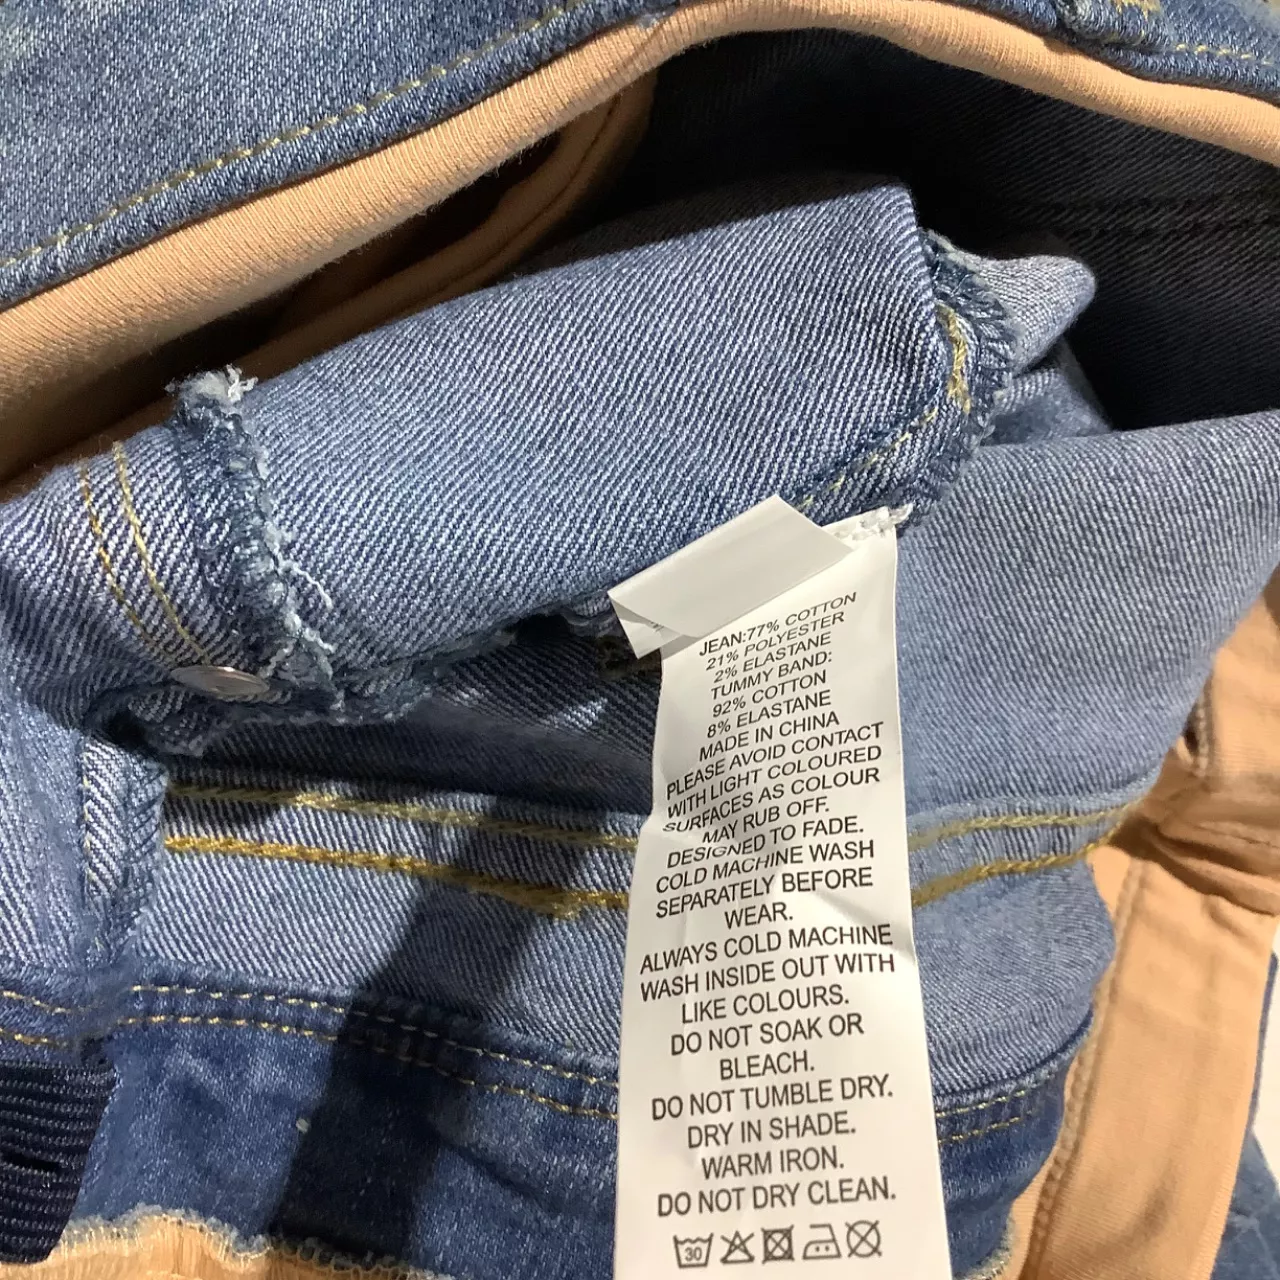 JEAN:77% COTTON
21% POLYESTER
2% ELASTANE
TUMMY BAND:
92% COTTON
8% ELASTANE
MADE IN CHINA
PLEASE AVOID CONTACT
WITH LIGHT COLOURED
SURFACES AS COLOUR
MAY RUB OFF.
DESIGNED TO FADE.
COLD MACHINE WASH
SEPARATELY BEFORE
WEAR.
ALWAYS COLD MACHINE
WASH INSIDE OUT WITH
LIKE COLOURS.
DO NOT SOAK OR
BLEACH.
DO NOT TUMBLE DRY.
DRY IN SHADE.
WARM IRON.
DO NOT DRY CLEAN.
30